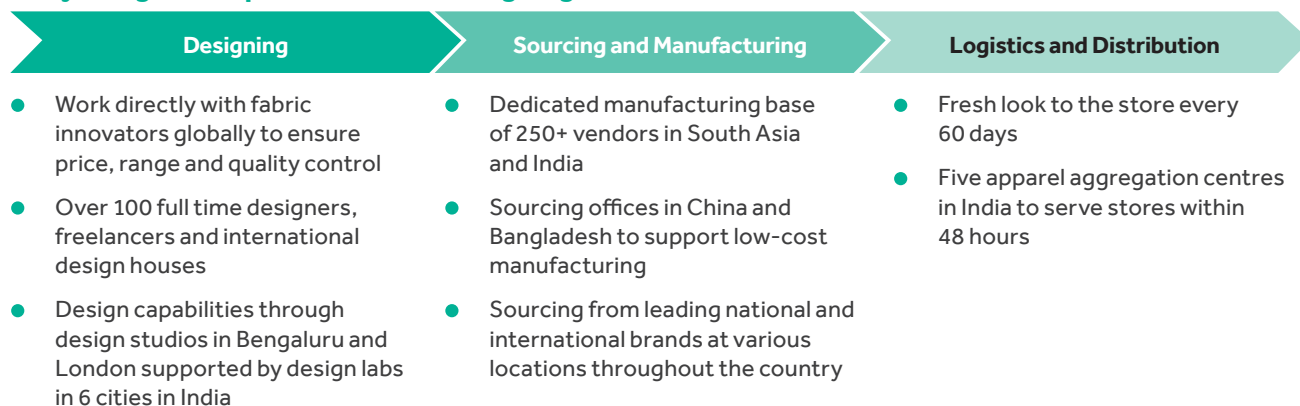 Designing
Work directly with fabric
innovators globally to ensure
price, range and quality control
Over 100 full time designers,
freelancers and international
design houses
Design capabilities through
design studios in Bengaluru and
London supported by design labs
in 6 cities in India
Sourcing and Manufacturing
Dedicated manufacturing base
of 250+ vendors in South Asia
and India
Sourcing offices in China and
Bangladesh to support low-cost
manufacturing
Sourcing from leading national and
international brands at various
locations throughout the country
Logistics and Distribution
Fresh look to the store every
60 days
Five apparel aggregation centres
in India to serve stores within
48 hours